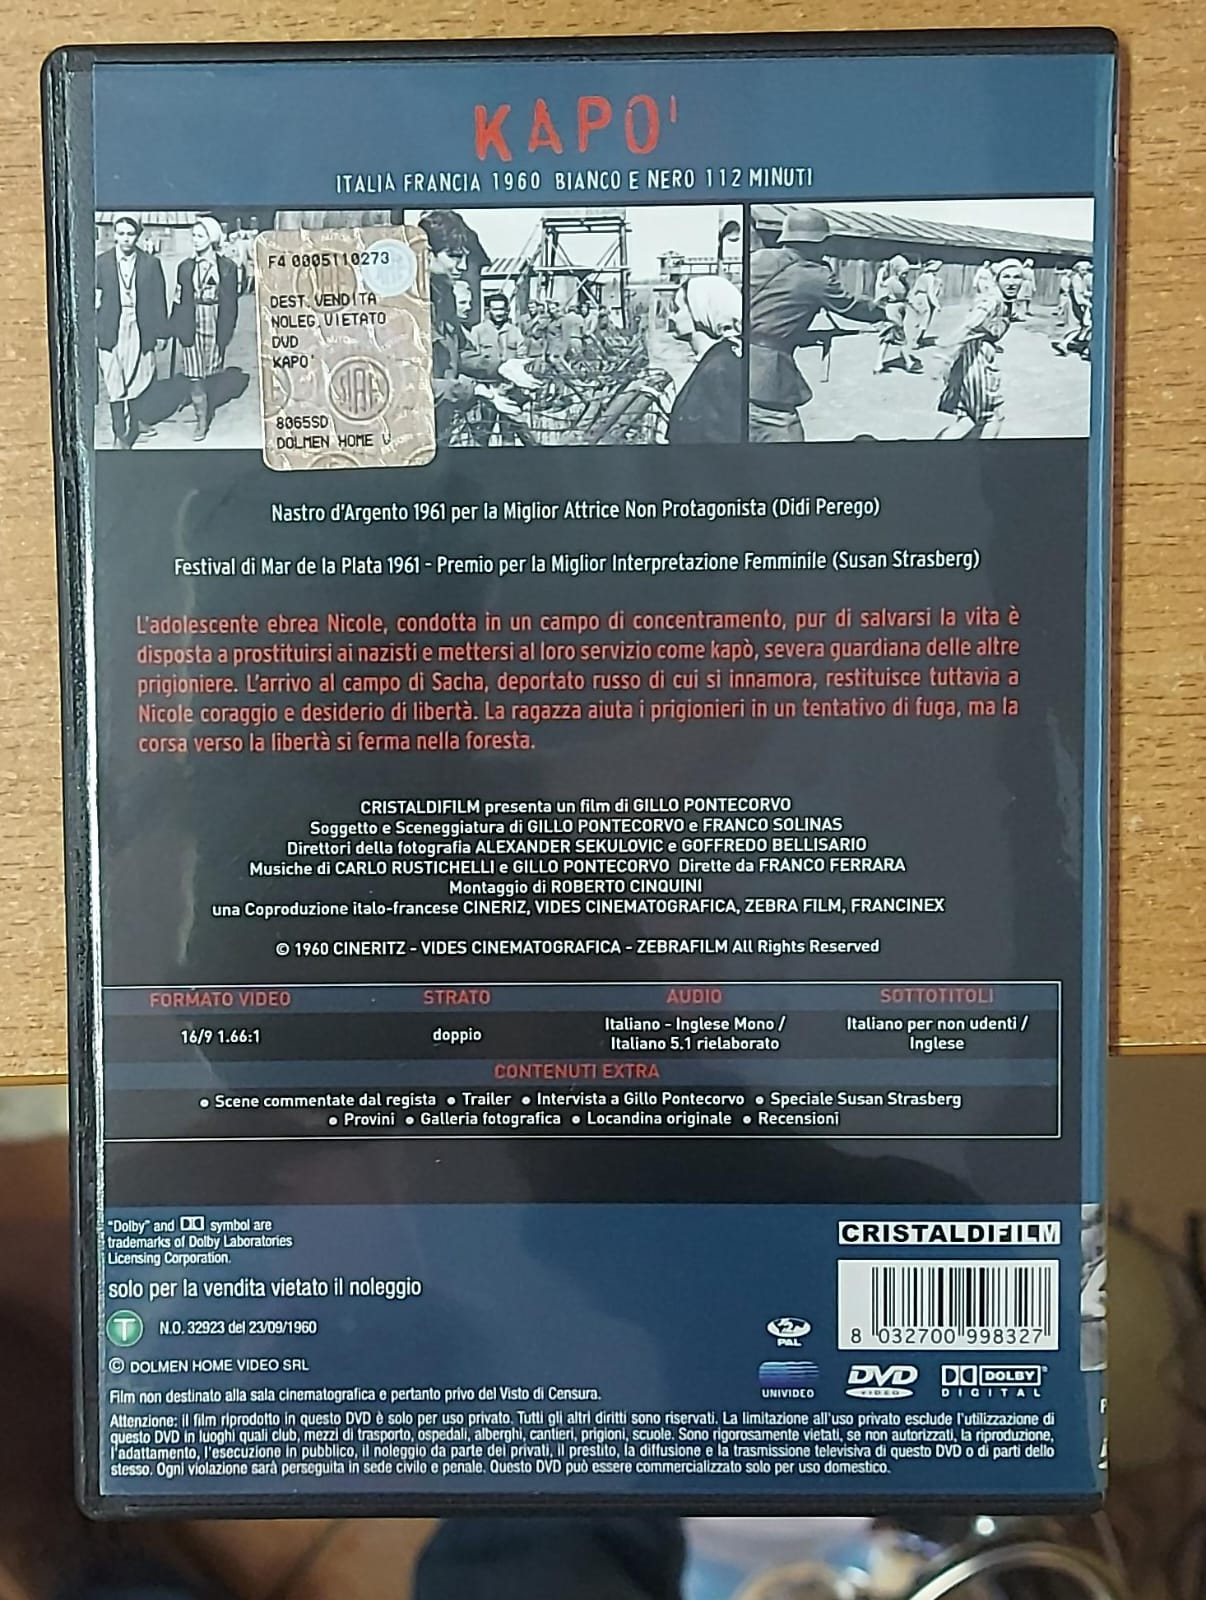 KAPO'
ITALIA FRANCIA 1960 BIANCO E NERO 112 MINUTI
F4 0005110273
DEST. VENDITA
NOLEG. VIETATO
DVD
KAPO'
SIAE
8065SD
DOLMEN HOME V
Nastro d'Argento 1961 per la Miglior Attrice Non Protagonista (Didi Perego)
Festival di Mar de la Plata 1961 - Premio per la Miglior Interpretazione Femminile (Susan Strasberg)
L'adolescente ebrea Nicole, condotta in un campo di concentramento, pur di salvarsi la vita è
disposta a prostituirsi ai nazisti e mettersi al loro servizio come kapò, severa guardiana delle altre
prigioniere. L'arrivo al campo di Sacha, deportato russo di cui si innamora, restituisce tuttavia a
Nicole coraggio e desiderio di libertà. La ragazza aiuta i prigionieri in un tentativo di fuga, ma la
corsa verso la libertà si ferma nella foresta.
CRISTALDIFILM presenta un film di GILLO PONTECORVO
Soggetto e Sceneggiatura di GILLO PONTECORVO e FRANCO SOLINAS
Direttori della fotografia ALEXANDER SEKULOVIC e GOFFREDO BELLISARIO
Musiche di CARLO RUSTICHELLI e GILLO PONTECORVO Dirette da FRANCO FERRARA
Montaggio di ROBERTO CINQUINI
una Coproduzione italo-francese CINERIZ, VIDES CINEMATOGRAFICA, ZEBRA FILM, FRANCINEX
© 1960 CINERITZ - VIDES CINEMATOGRAFICA - ZEBRAFILM All Rights Reserved
FORMATO VIDEO STRATO AUDIO SOTTOTITOLI
16/9 1.66:1 doppio Italiano - Inglese Mono / Italiano per non udenti /
Italiano 5.1 rielaborato Inglese
CONTENUTI EXTRA
• Scene commentate dal regista • Trailer • Intervista a Gillo Pontecorvo • Speciale Susan Strasberg
• Provini • Galleria fotografica • Locandina originale • Recensioni
"Dolby" and DD symbol are
trademarks of Dolby Laboratories
Licensing Corporation.
CRISTALDIFILM
solo per la vendita vietato il noleggio
T N.O. 32923 del 23/09/1960
2 PAL
8 032700 998327
© DOLMEN HOME VIDEO SRL
UNIVIDEO
DVD VIDEO
DOLBY DIGITAL
Film non destinato alla sala cinematografica e pertanto privo del Visto di Censura.
Attenzione: il film riprodotto in questo DVD è solo per uso privato. Tutti gli altri diritti sono riservati. La limitazione all'uso privato esclude l'utilizzazione di
questo DVD in luoghi quali club, mezzi di trasporto, ospedali, alberghi, cantieri, prigioni, scuole. Sono rigorosamente vietati, se non autorizzati, la riproduzione,
l'adattamento, l'esecuzione in pubblico, il noleggio da parte dei privati, il prestito, la diffusione e la trasmissione televisiva di questo DVD o di parti dello
stesso. Ogni violazione sarà perseguita in sede civile e penale. Questo DVD può essere commercializzato solo per uso domestico.